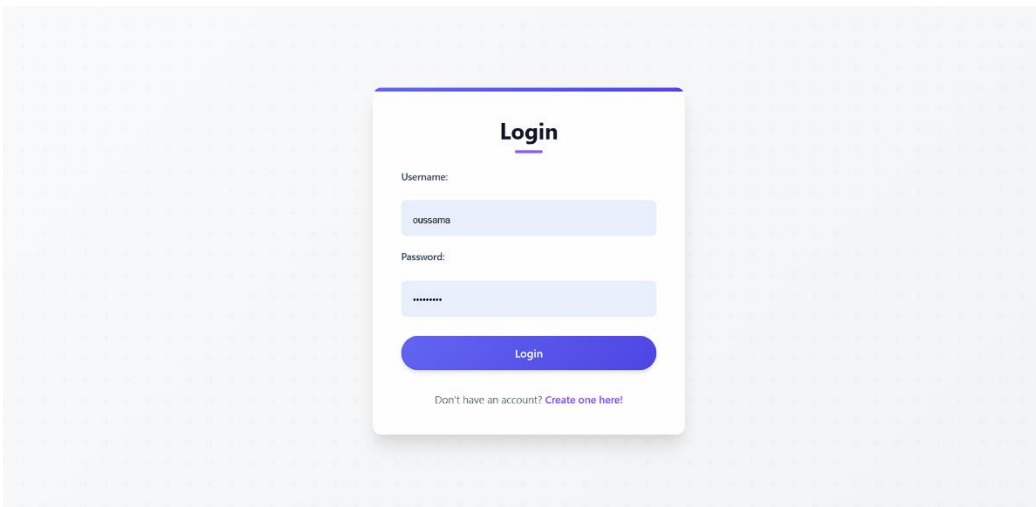 Login
Username:
oussama
Password:
•••••••••
Login
Don't have an account? Create one here!